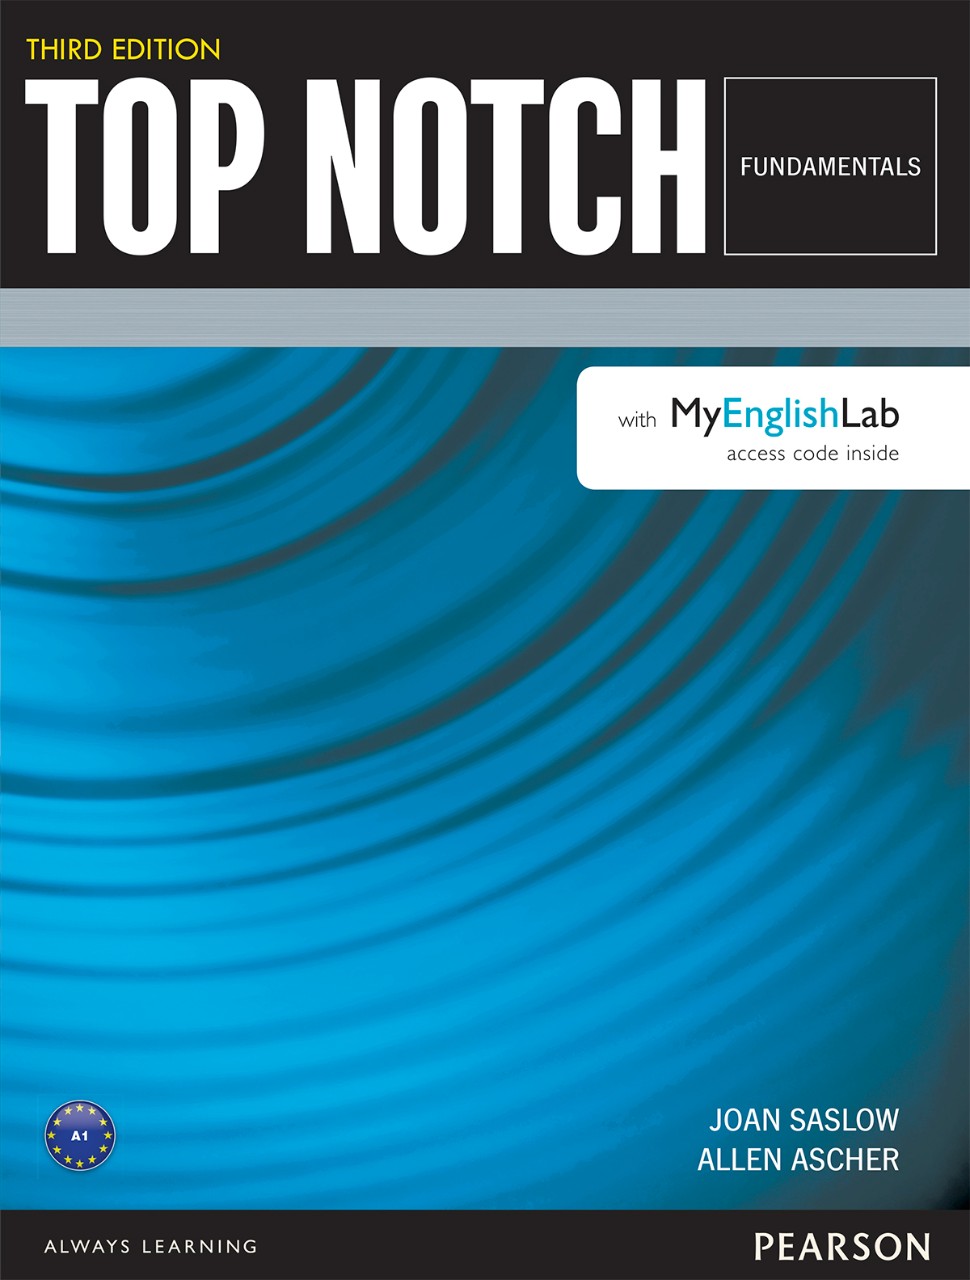 THIRD EDITION
TOP NOTCH
FUNDAMENTALS
with MyEnglishLab
access code inside
A1
JOAN SASLOW
ALLEN ASCHER
ALWAYS LEARNING
PEARSON